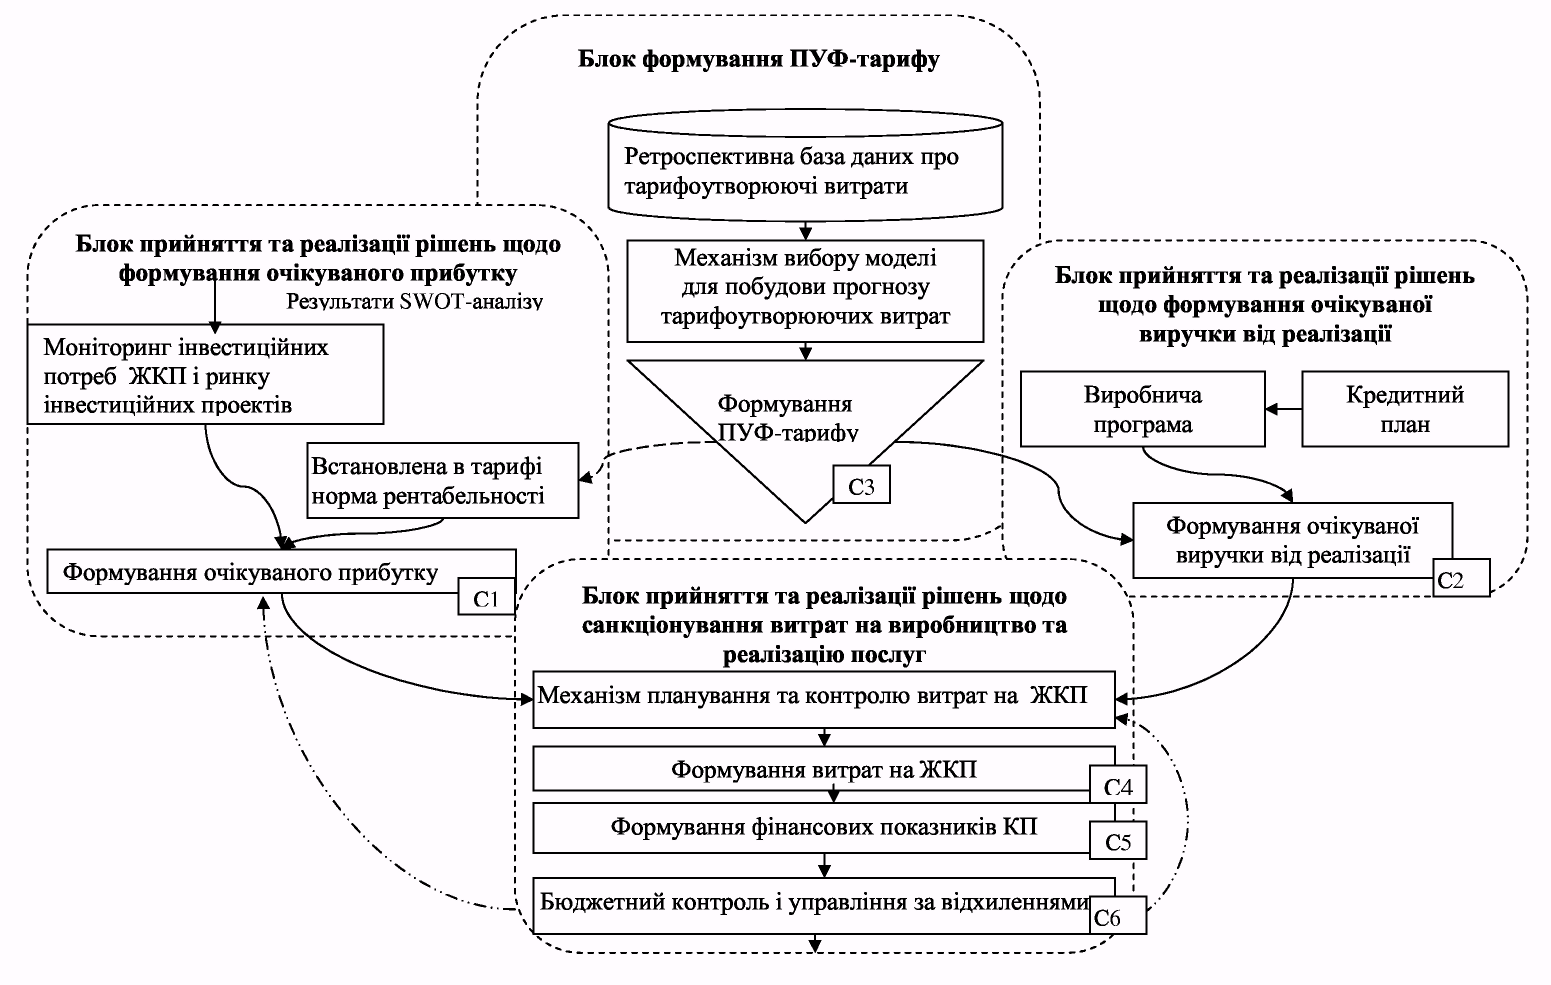 Блок формування ПУФ-тарифу
Ретроспективна база даних про
тарифоутворюючі витрати
Механізм вибору моделі
для побудови прогнозу
тарифоутворюючих витрат
Формування
ПУФ-тарифу
С3
Блок прийняття та реалізації рішень щодо
формування очікуваного прибутку
Результати SWOT-аналізу
Моніторинг інвестиційних
потреб ЖКП і ринку
інвестиційних проектів
Встановлена в тарифі
норма рентабельності
Формування очікуваного прибутку
С1
Блок прийняття та реалізації рішень
щодо формування очікуваної
виручки від реалізації
Виробнича
програма
Кредитний
план
Формування очікуваної
виручки від реалізації
С2
Блок прийняття та реалізації рішень щодо
санкціонування витрат на виробництво та
реалізацію послуг
Механізм планування та контролю витрат на ЖКП
Формування витрат на ЖКП
С4
Формування фінансових показників КП
С5
Бюджетний контроль і управління за відхиленнями
С6